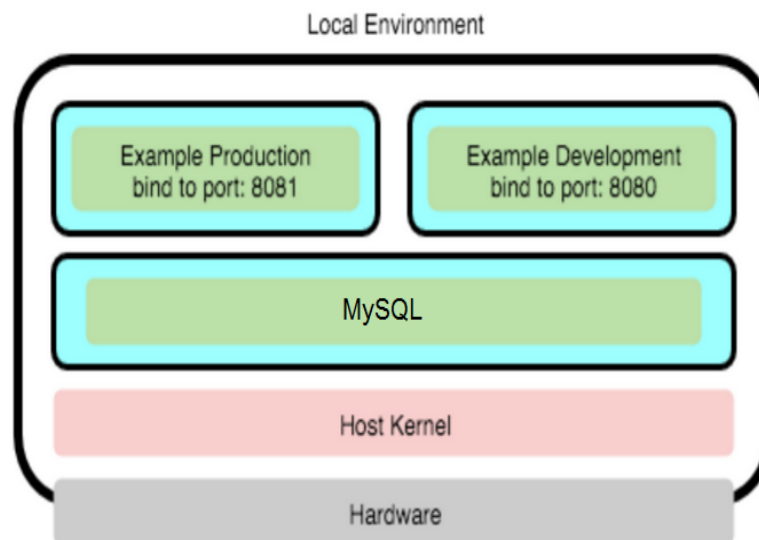 Local Environment
Example Production
bind to port: 8081
Example Development
bind to port: 8080
MySQL
Host Kernel
Hardware